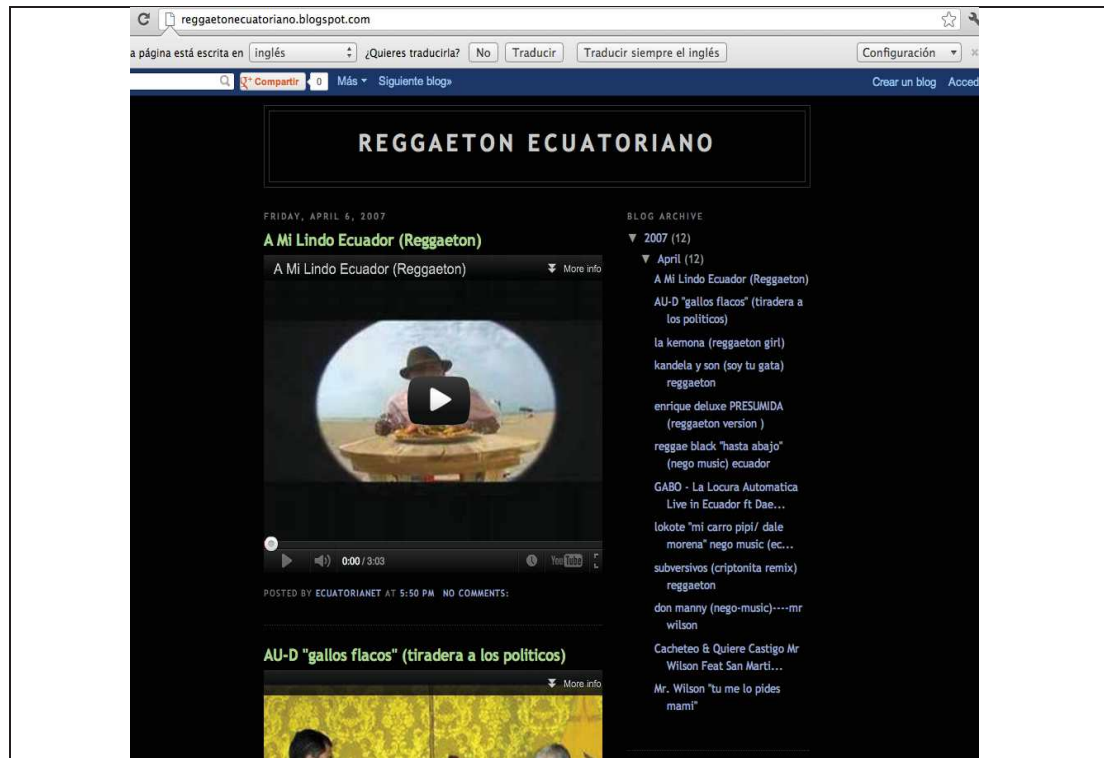 reggaetonecuatoriano.blogspot.com
a página está escrita en inglés ¿Quieres traducirla? No Traducir Traducir siempre el inglés Configuración
Compartir 0 Más Siguiente blog» Crear un blog Acced
REGGAETON ECUATORIANO
FRIDAY, APRIL 6, 2007
A Mi Lindo Ecuador (Reggaeton)
A Mi Lindo Ecuador (Reggaeton) More info
0:00 / 3:03 YouTube
POSTED BY ECUATORIANET AT 5:50 PM NO COMMENTS:
AU-D "gallos flacos" (tiradera a los politicos)
More info
BLOG ARCHIVE
▼ 2007 (12)
▼ April (12)
A Mi Lindo Ecuador (Reggaeton)
AU-D "gallos flacos" (tiradera a
los politicos)
la kemona (reggaeton girl)
kandela y son (soy tu gata)
reggaeton
enrique deluxe PRESUMIDA
(reggaeton version )
reggae black "hasta abajo"
(nego music) ecuador
GABO - La Locura Automatica
Live in Ecuador ft Dae...
lokote "mi carro pipi/ dale
morena" nego music (ec...
subversivos (criptonita remix)
reggaeton
don manny (nego-music)----mr
wilson
Cacheteo & Quiere Castigo Mr
Wilson Feat San Marti...
Mr. Wilson "tu me lo pides
mami"